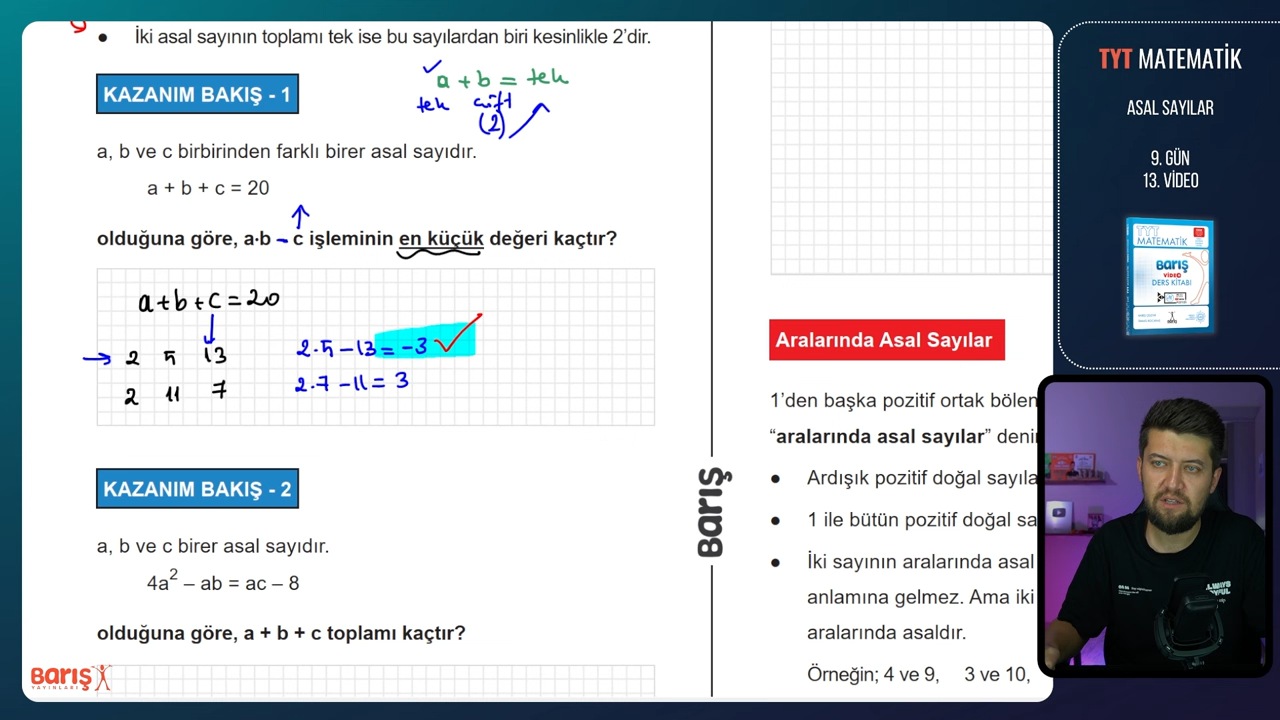 • İki asal sayının toplamı tek ise bu sayılardan biri kesinlikle 2'dir.
a + b = tek
tek çift
(2)
KAZANIM BAKIŞ - 1
a, b ve c birbirinden farklı birer asal sayıdır.
a + b + c = 20
olduğuna göre, a·b - c işleminin en küçük değeri kaçtır?
a+b+c=20
2 5 13
2 11 7
2·5-13=-3
2·7-11=3
KAZANIM BAKIŞ - 2
a, b ve c birer asal sayıdır.
4a² – ab = ac – 8
olduğuna göre, a + b + c toplamı kaçtır?
BARIŞ
YAYINLARI
BARIŞ
Aralarında Asal Sayılar
1'den başka pozitif ortak bölen
“aralarında asal sayılar” denir
• Ardışık pozitif doğal sayıla
• 1 ile bütün pozitif doğal sa
• İki sayının aralarında asal
anlamına gelmez. Ama iki
aralarında asaldır.
Örneğin; 4 ve 9, 3 ve 10,
TYT MATEMATİK
ASAL SAYILAR
9. GÜN
13. VİDEO
TYT
MATEMATİK
BARIŞ
VİDEO
DERS KİTABI